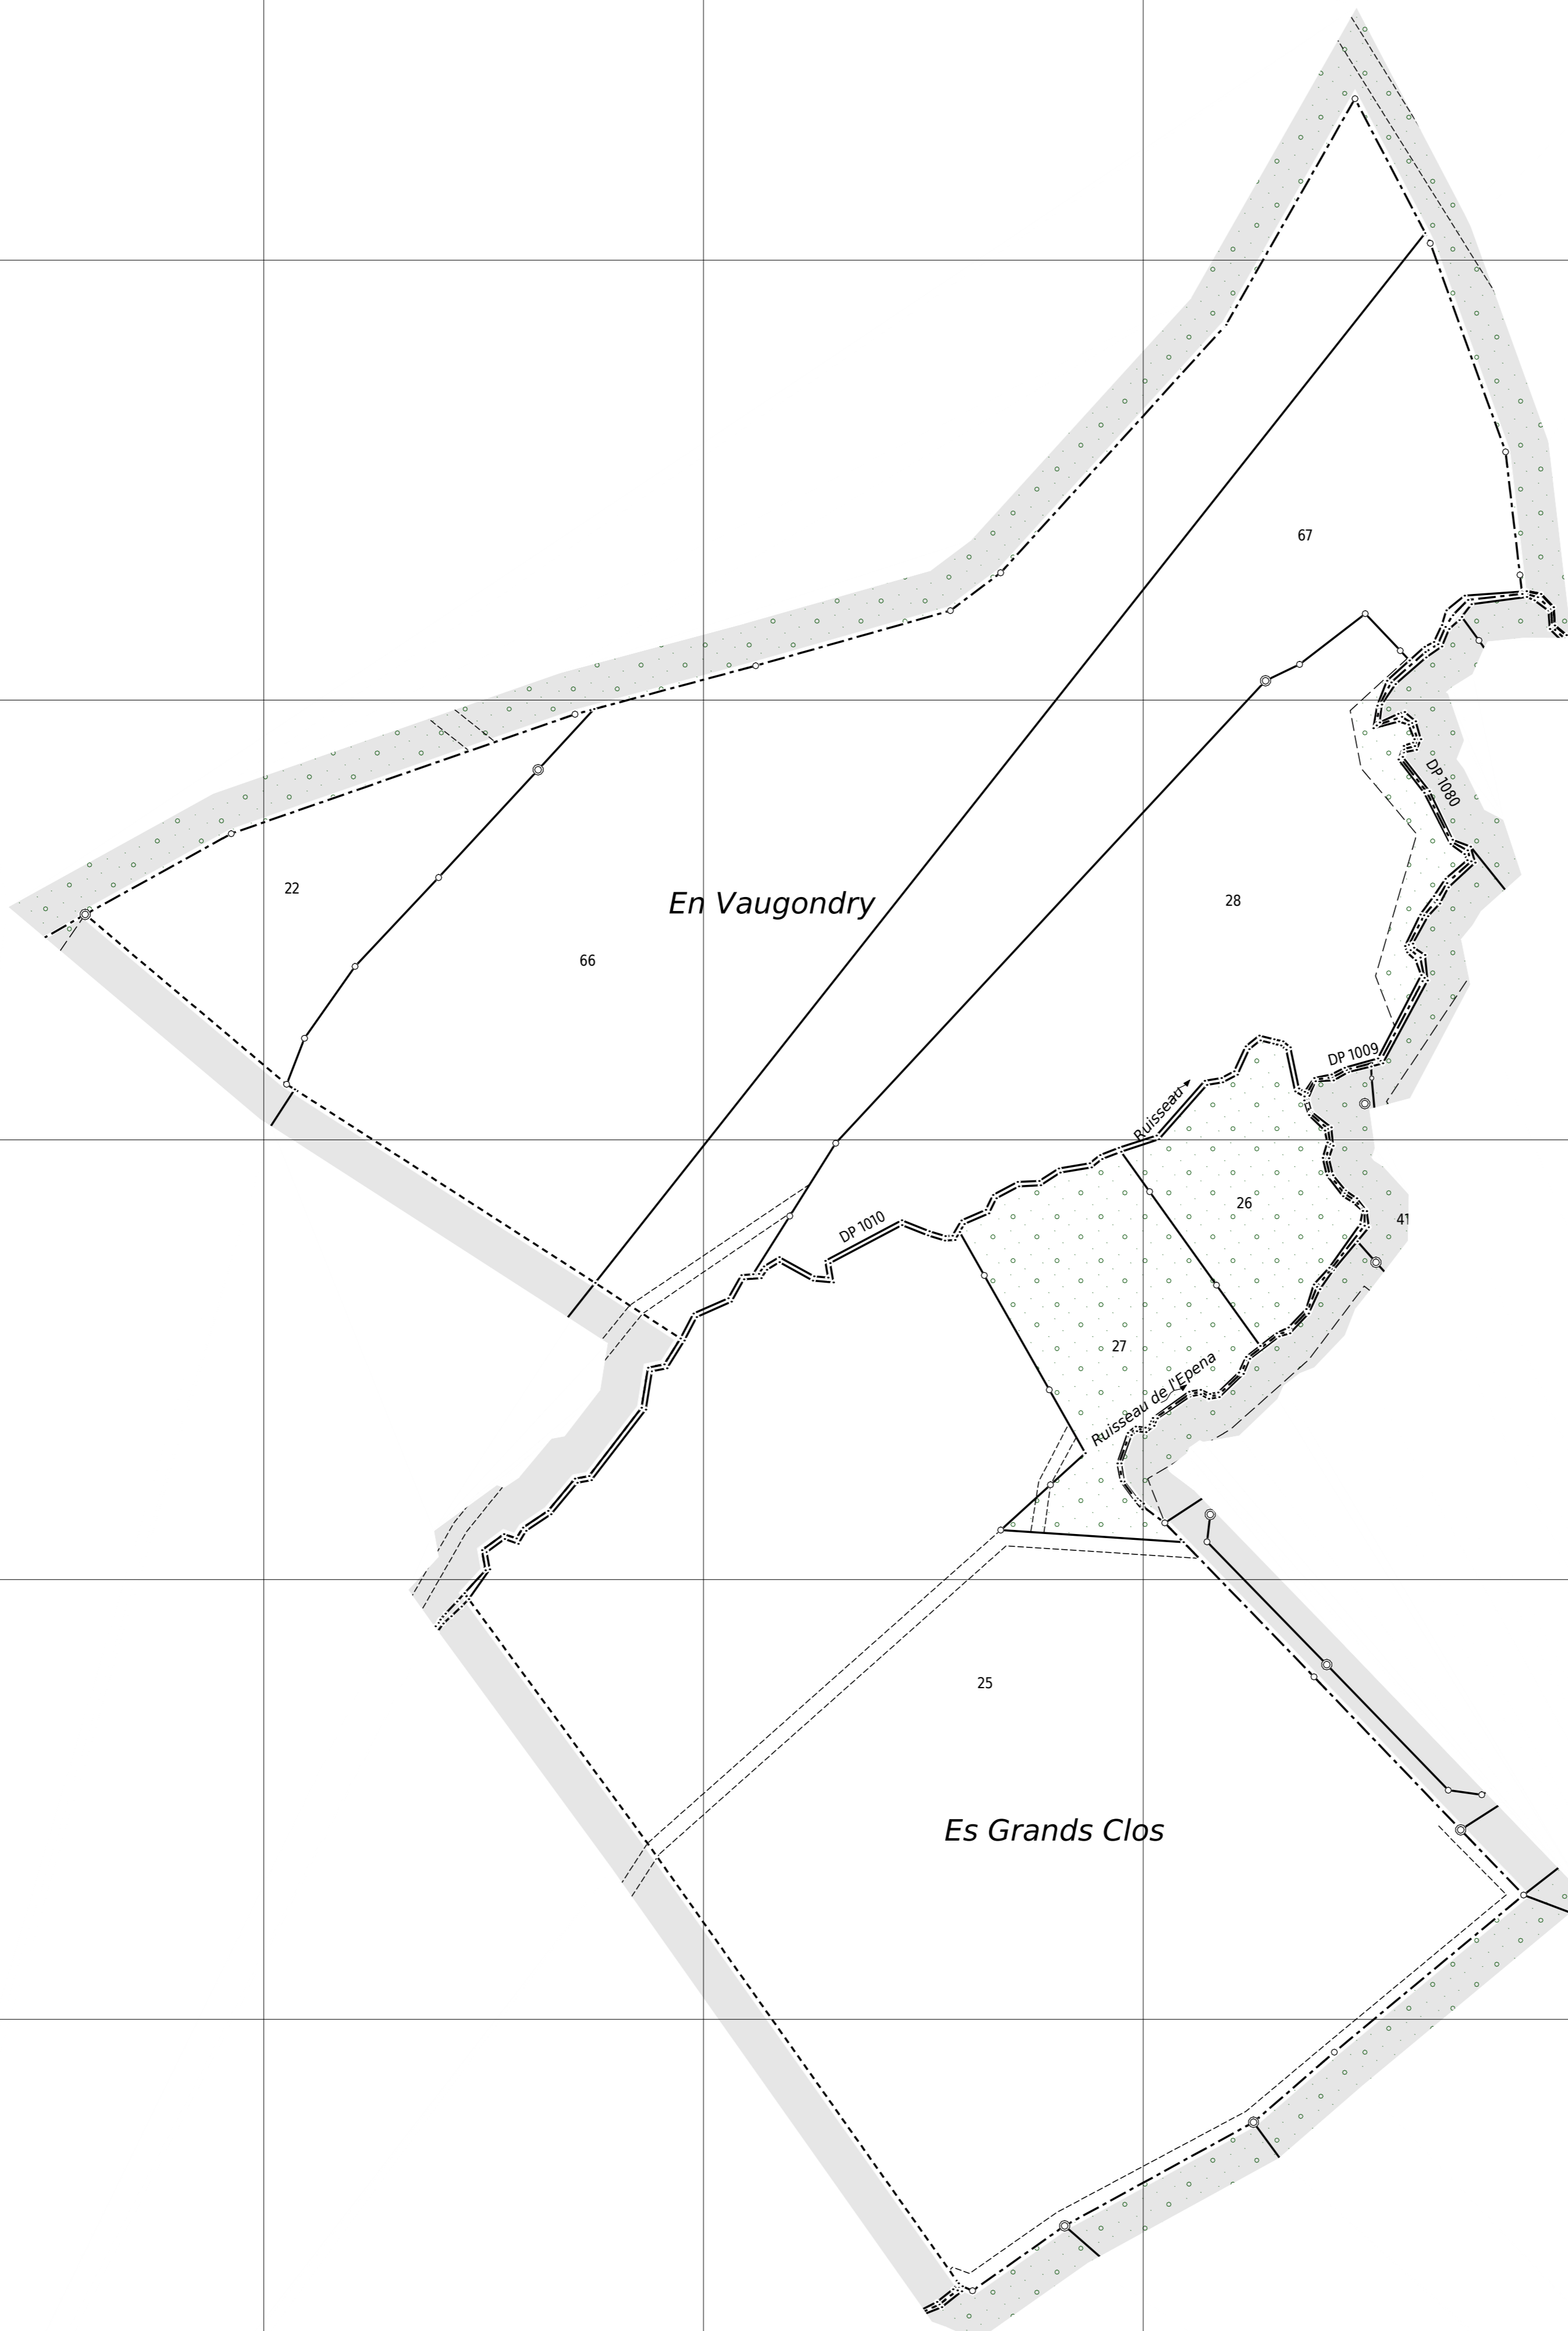 67
DP 1080
22
En Vaugondry
28
66
DP 1009
Ruisseau
26
41
DP 1010
27
Ruisseau de l'Epena
25
Es Grands Clos